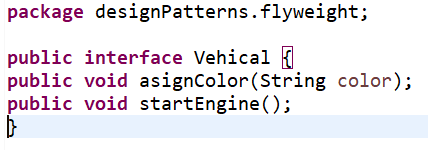 package designPatterns.flyweight;
public interface Vehical {
public void asignColor(String color);
public void startEngine();
}